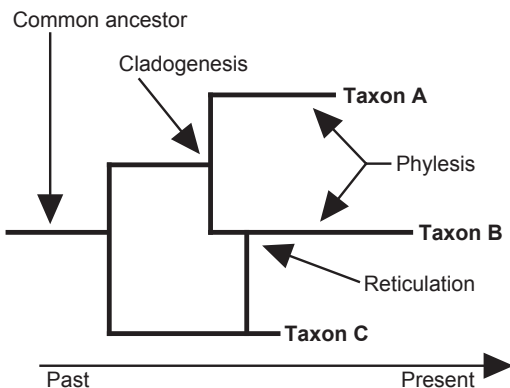 Common ancestor
Cladogenesis
Taxon A
Phylesis
Taxon B
Reticulation
Taxon C
Past
Present